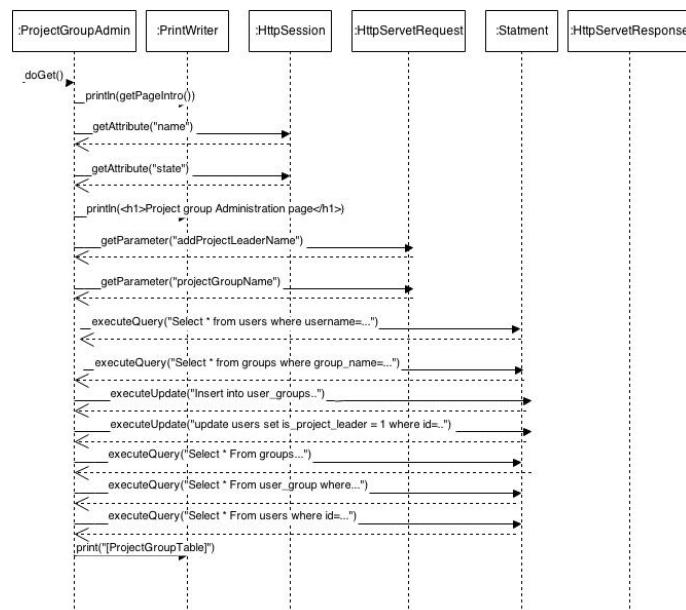 :ProjectGroupAdmin :PrintWriter :HttpSession :HttpServetRequest :Statment :HttpServetResponse
doGet()
println(getPageIntro())
getAttribute("name")
getAttribute("state")
println(<h1>Project group Administration page</h1>)
getParameter("addProjectLeaderName")
getParameter("projectGroupName")
executeQuery("Select * from users where username=...")
executeQuery("Select * from groups where group_name=...")
executeUpdate("Insert into user_groups..")
executeUpdate("update users set is_project_leader = 1 where id=..")
executeQuery("Select * From groups...")
executeQuery("Select * From user_group where...")
executeQuery("Select * From users where id=...")
print("[ProjectGroupTable]")